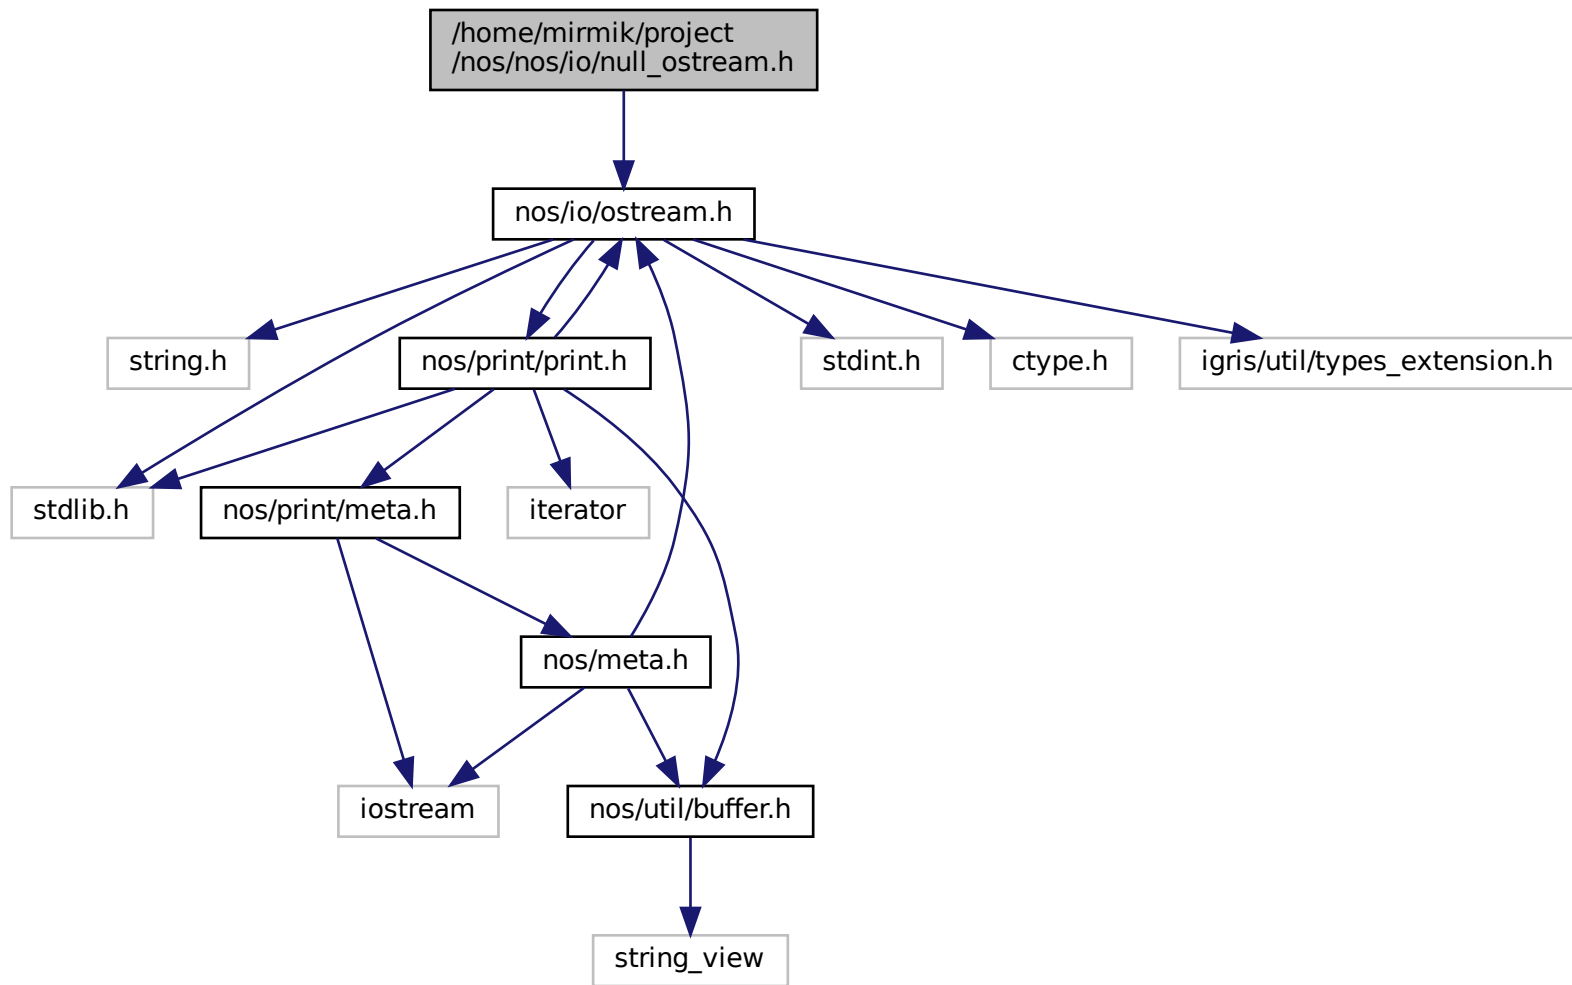 /home/mirmik/project
/nos/nos/io/null_ostream.h
nos/io/ostream.h
string.h
nos/print/print.h
stdint.h
ctype.h
igris/util/types_extension.h
stdlib.h
nos/print/meta.h
iterator
nos/meta.h
iostream
nos/util/buffer.h
string_view